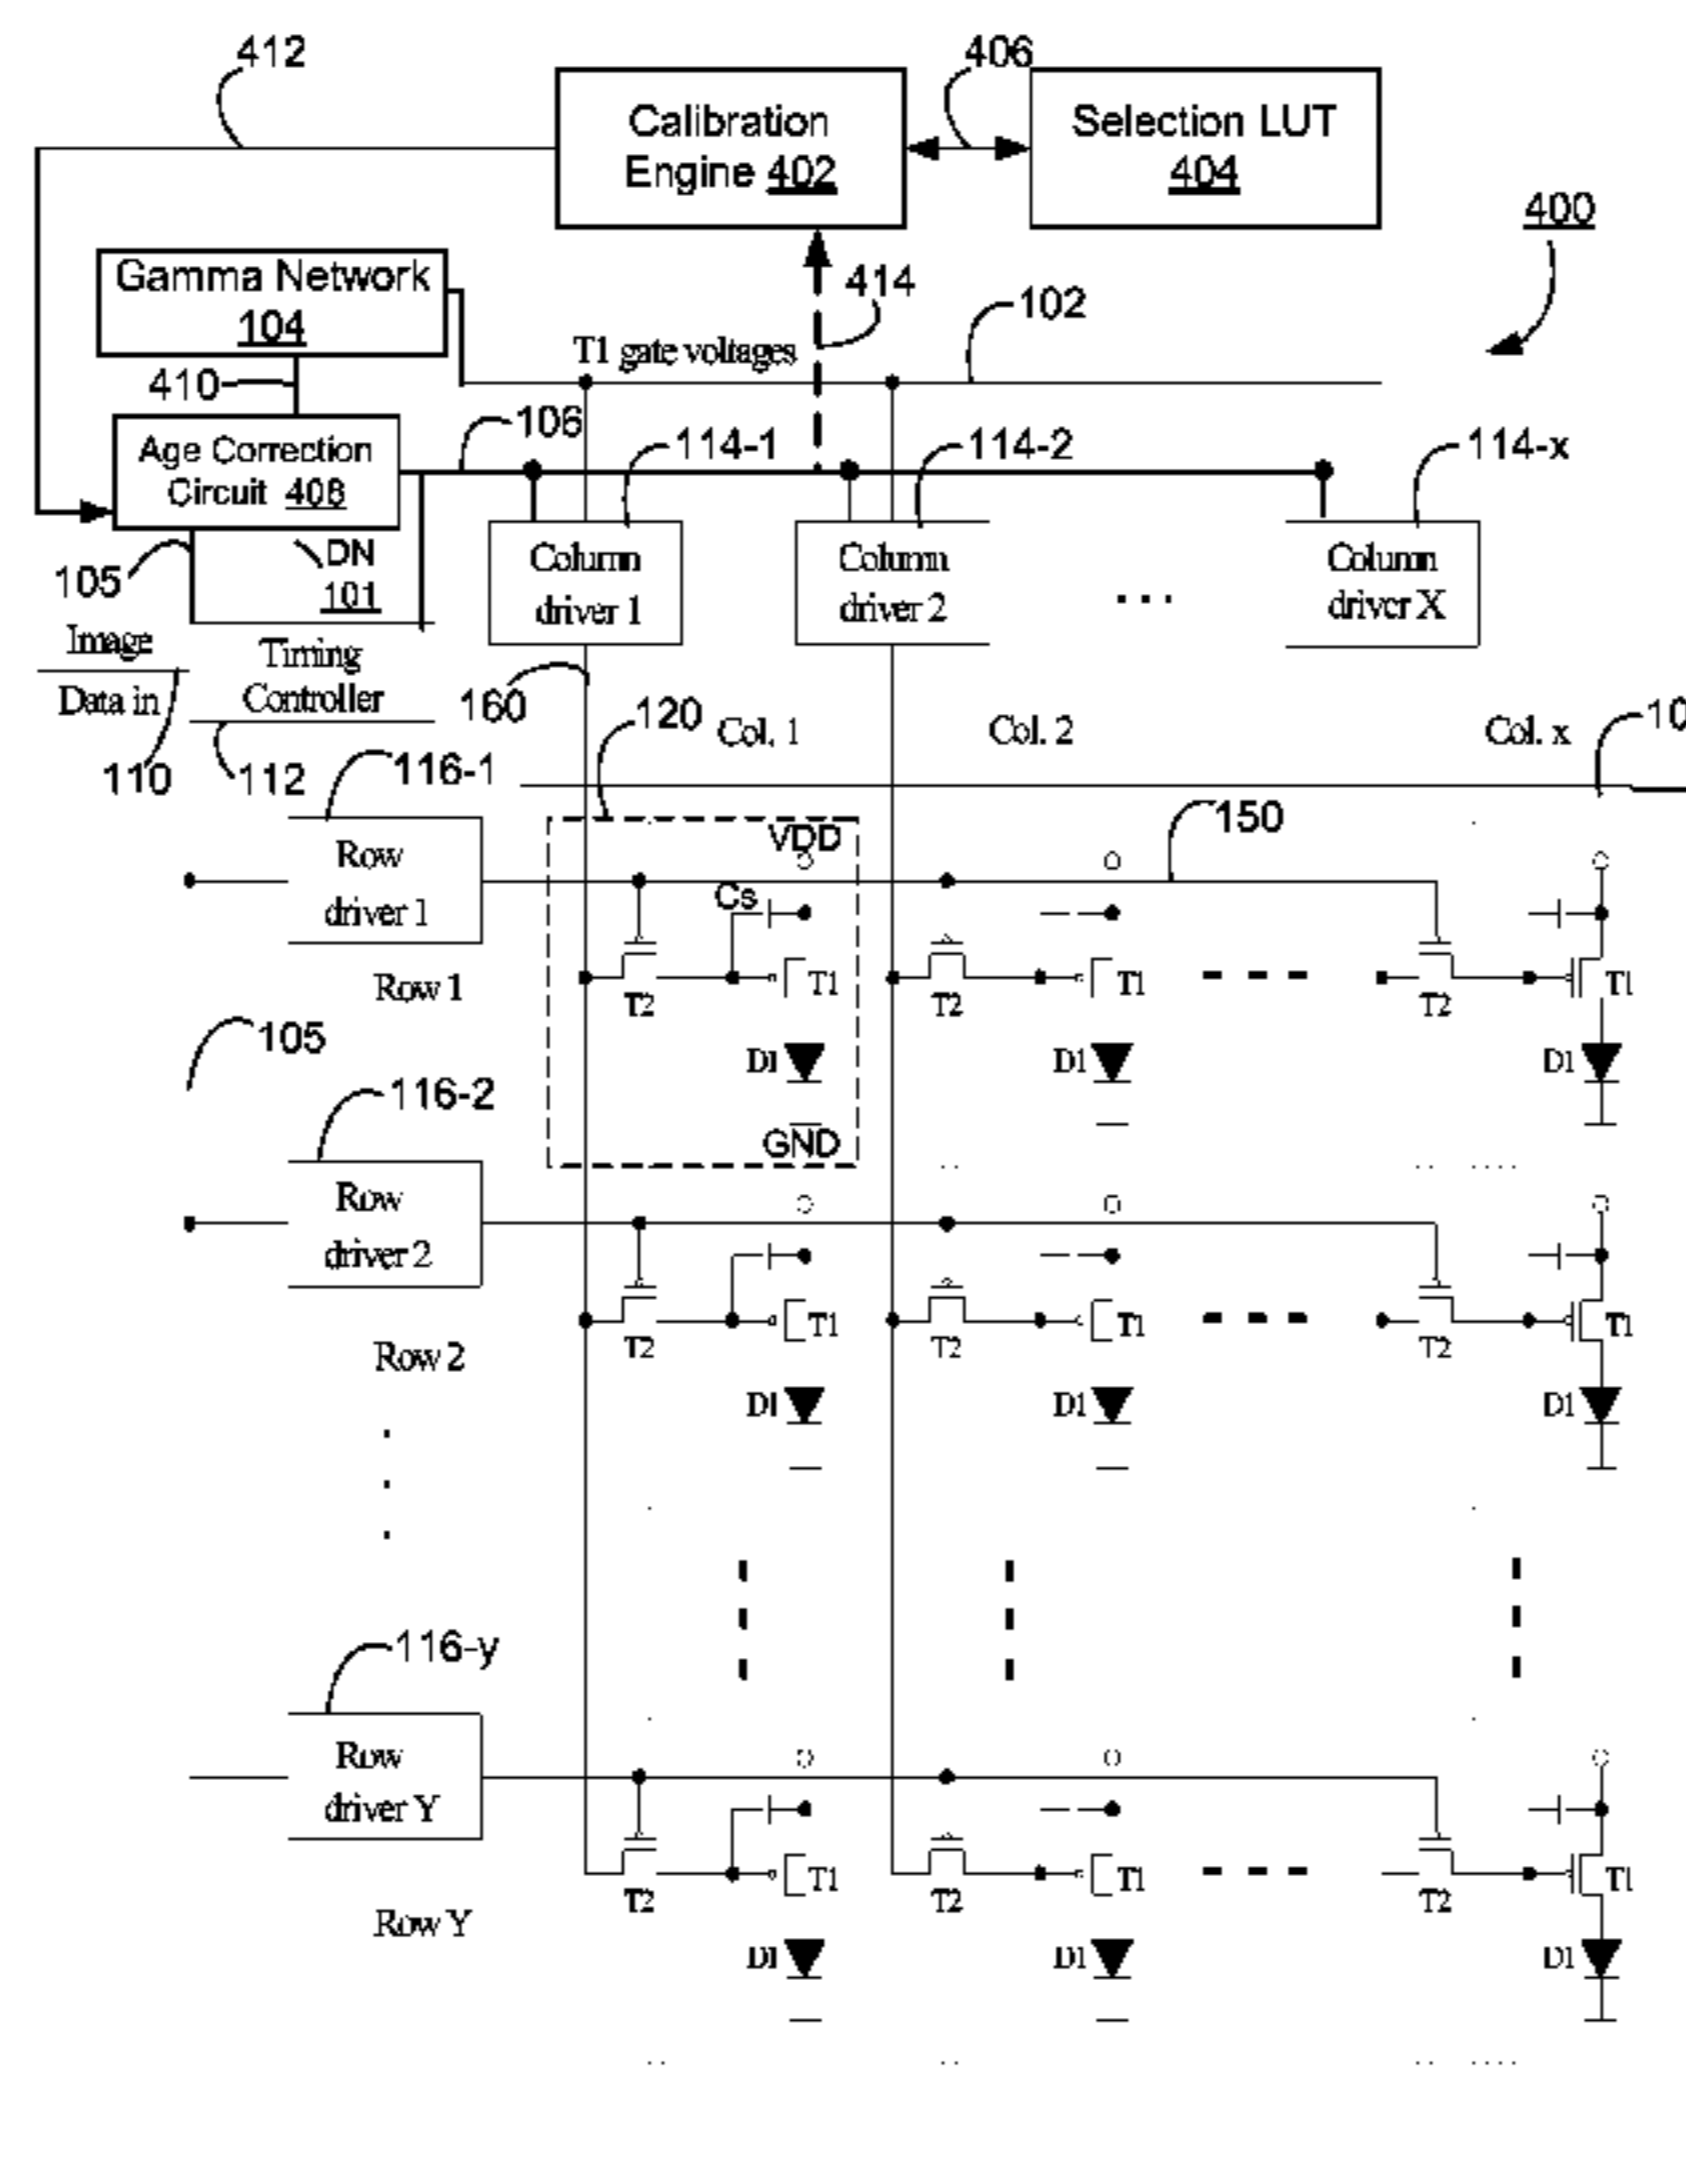 412
406
Calibration
Engine 402
Selection LUT
404
400
Gamma Network
104
414
102
T1 gate voltages
410
106
114-1
114-2
114-x
Age Correction
Circuit 408
105
DN
101
Column
driver 1
Column
driver 2
...
Column
driver X
Image
Data in
Timing
Controller
160
120
Col. 1
Col. 2
Col. x
10
110
112
116-1
VDD
150
Row
driver 1
Cs
T1
T1
T1
Row 1
T2
T2
T2
105
D1
D1
D1
116-2
GND
Row
driver 2
T1
T1
T1
T2
T2
T2
Row 2
D1
D1
D1
116-y
Row
driver Y
T1
T1
T1
T2
T2
T2
Row Y
D1
D1
D1